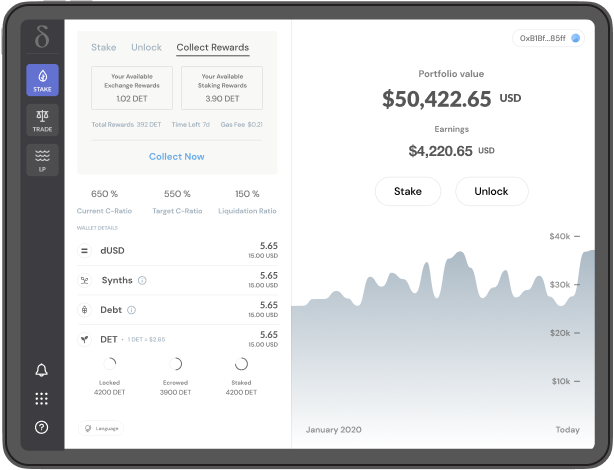 δ
STAKE
TRADE
LP
Stake Unlock Collect Rewards
Your Available
Exchange Rewards
1.02 DET
Your Available
Staking Rewards
3.90 DET
Total Rewards 392 DET Time Left 7d Gas Fee $0.21
Collect Now
650 % 550 % 150 %
Current C-Ratio Target C-Ratio Liquidation Ratio
WALLET DETAILS
dUSD 5.65
15.00 USD
Synths 5.65
15.00 USD
Debt 5.65
15.00 USD
DET • 1 DET = $2.65 5.65
15.00 USD
Locked Ecrowed Staked
4200 DET 3900 DET 4200 DET
Language
0xB1Bf...85ff
Portfolio value
$50,422.65 USD
Earnings
$4,220.65 USD
Stake Unlock
$40k
$30k
$20k
$10k
January 2020 Today